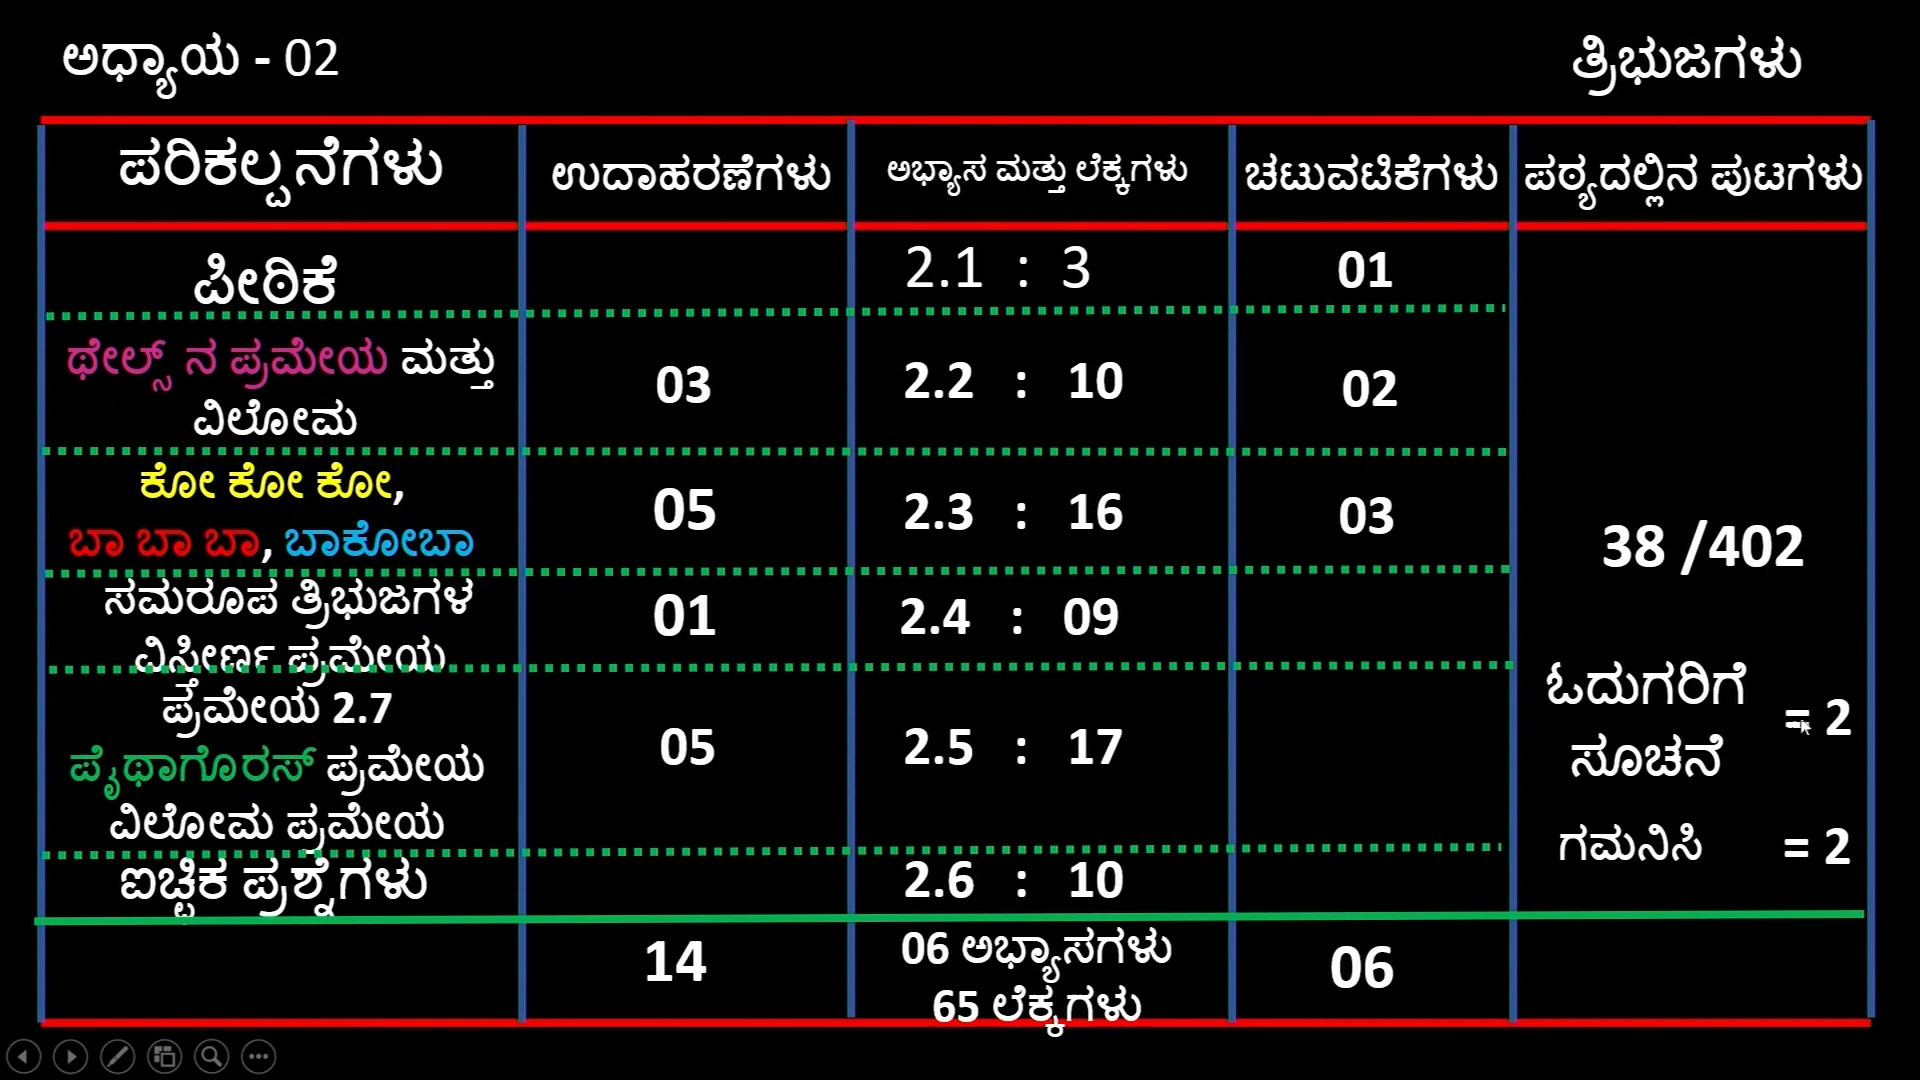 ಅಧ್ಯಾಯ - 02 ತ್ರಿಭುಜಗಳು
ಪರಿಕಲ್ಪನೆಗಳು ಉದಾಹರಣೆಗಳು ಅಭ್ಯಾಸ ಮತ್ತು ಲೆಕ್ಕಗಳು ಚಟುವಟಿಕೆಗಳು ಪಠ್ಯದಲ್ಲಿನ ಪುಟಗಳು
ಪೀಠಿಕೆ 2.1 : 3 01
ಥೇಲ್ಸ್ ನ ಪ್ರಮೇಯ ಮತ್ತು
ವಿಲೋಮ 03 2.2 : 10 02
ಕೋ ಕೋ ಕೋ,
ಬಾ ಬಾ ಬಾ, ಬಾಕೋಬಾ 05 2.3 : 16 03
38 /402
ಸಮರೂಪ ತ್ರಿಭುಜಗಳ
ವಿಸ್ತೀರ್ಣ ಪ್ರಮೇಯ 01 2.4 : 09
ಪ್ರಮೇಯ 2.7
ಪೈಥಾಗೊರಸ್ ಪ್ರಮೇಯ
ವಿಲೋಮ ಪ್ರಮೇಯ 05 2.5 : 17
ಓದುಗರಿಗೆ
ಸೂಚನೆ = 2
ಗಮನಿಸಿ = 2
ಐಚ್ಛಿಕ ಪ್ರಶ್ನೆಗಳು 2.6 : 10
14 06 ಅಭ್ಯಾಸಗಳು
65 ಲೆಕ್ಕಗಳು 06